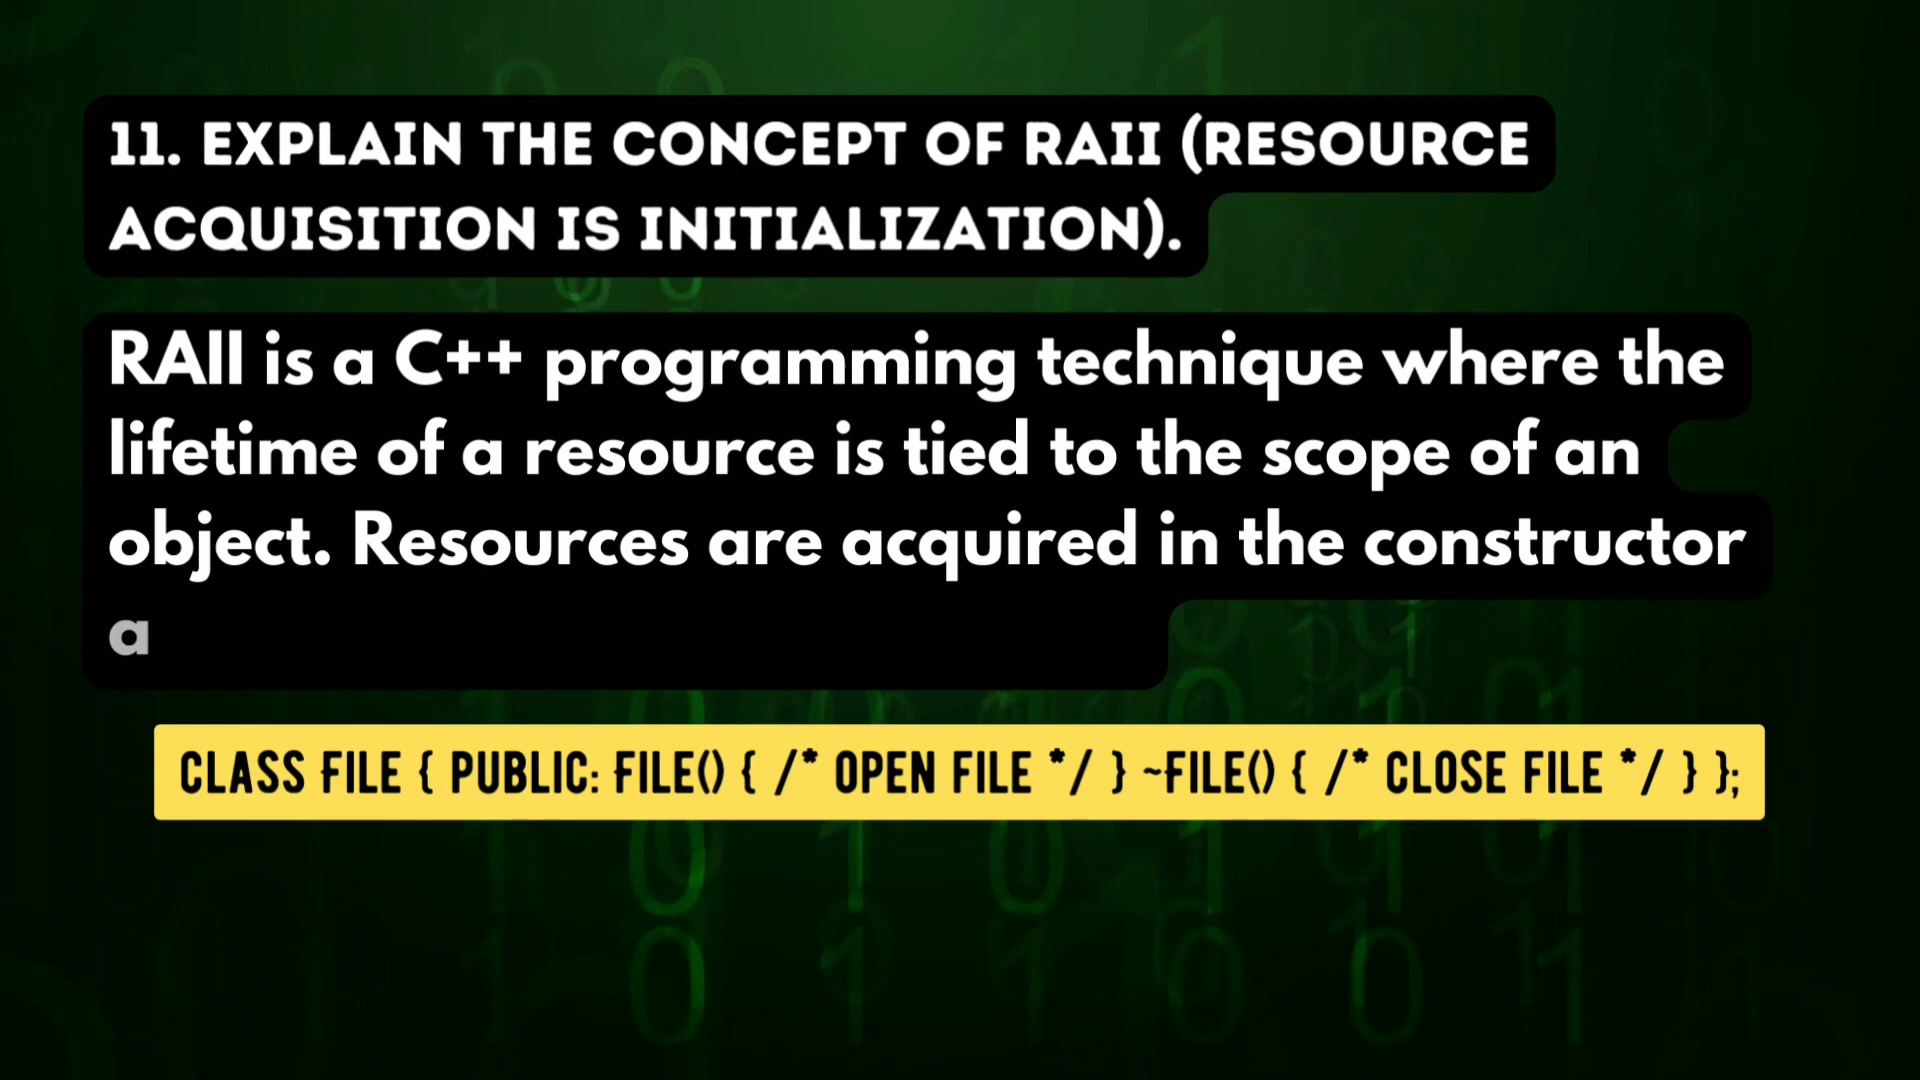 11. EXPLAIN THE CONCEPT OF RAII (RESOURCE
ACQUISITION IS INITIALIZATION).
RAII is a C++ programming technique where the
lifetime of a resource is tied to the scope of an
object. Resources are acquired in the constructor
a
CLASS FILE { PUBLIC: FILE() { /* OPEN FILE */ } ~FILE() { /* CLOSE FILE */ } };